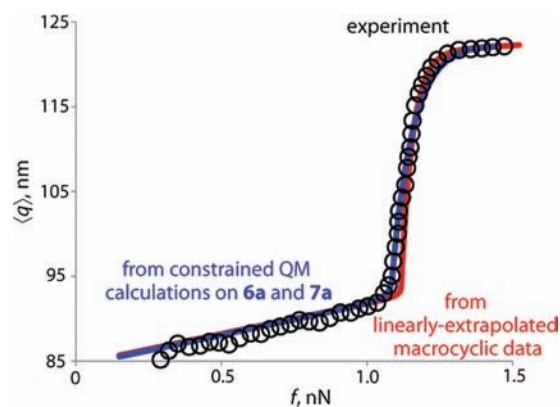 125
experiment
115
⟨q⟩, nm
105
from constrained QM
calculations on 6a and 7a
95
from
linearly-extrapolated
macrocyclic data
85
0
0.5
1.0
1.5
f, nN